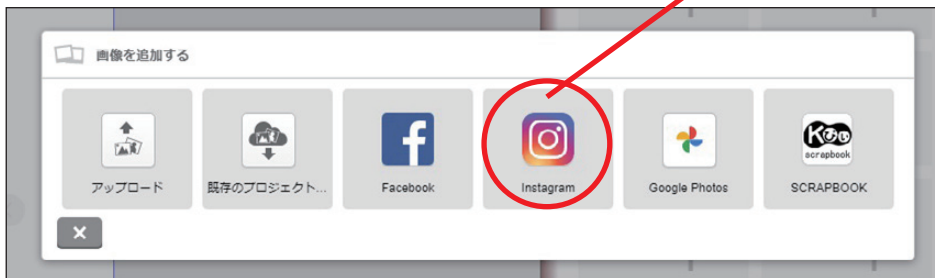 画像を追加する
アップロード
既存のプロジェクト...
Facebook
Instagram
Google Photos
SCRAPBOOK
scrapbook